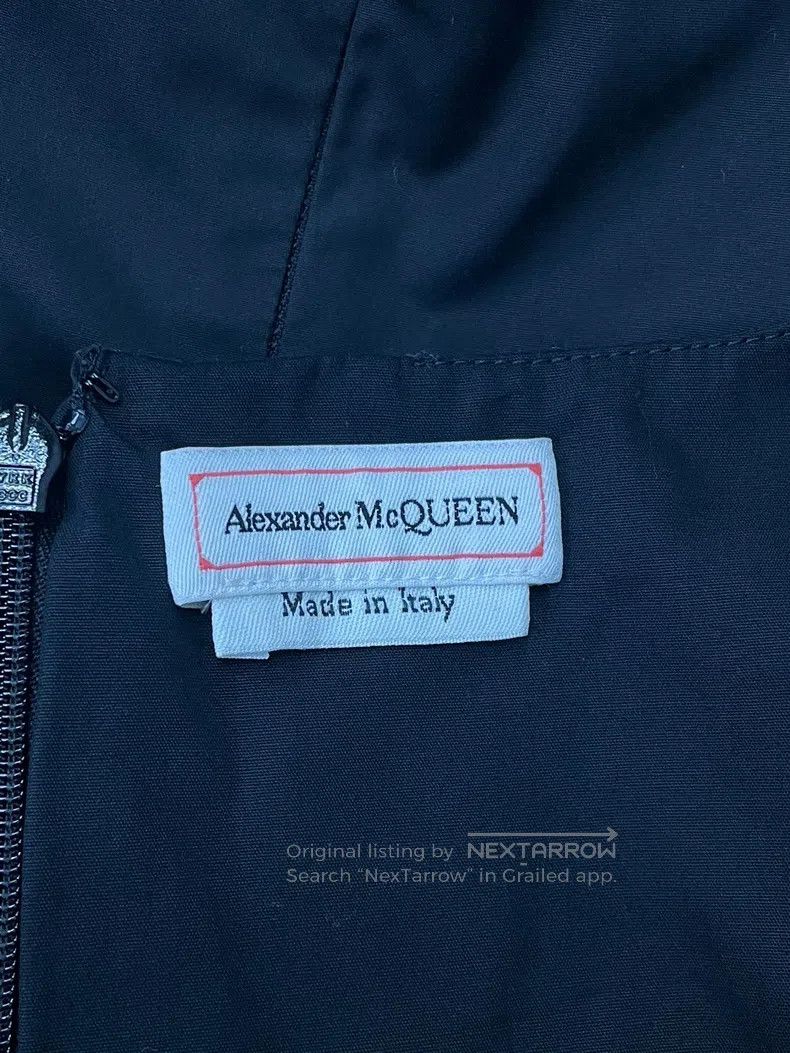 Alexander McQUEEN
Made in Italy
Original listing by NEXTARROW
Search “NexTarrow” in Grailed app.